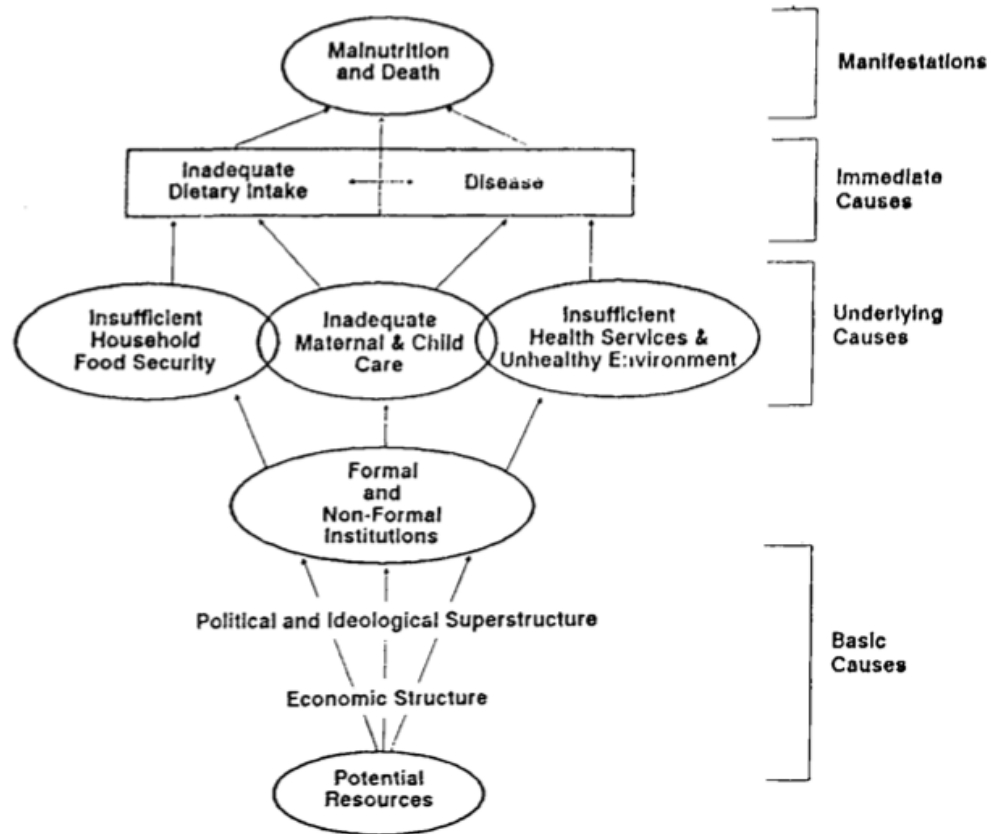 Malnutrition
and Death
Manifestations
Inadequate
Dietary Intake
Disease
Immediate
Causes
Insufficient
Household
Food Security
Inadequate
Maternal & Child
Care
Insufficient
Health Services &
Unhealthy Environment
Underlying
Causes
Formal
and
Non-Formal
Institutions
Political and Ideological Superstructure
Economic Structure
Basic
Causes
Potential
Resources